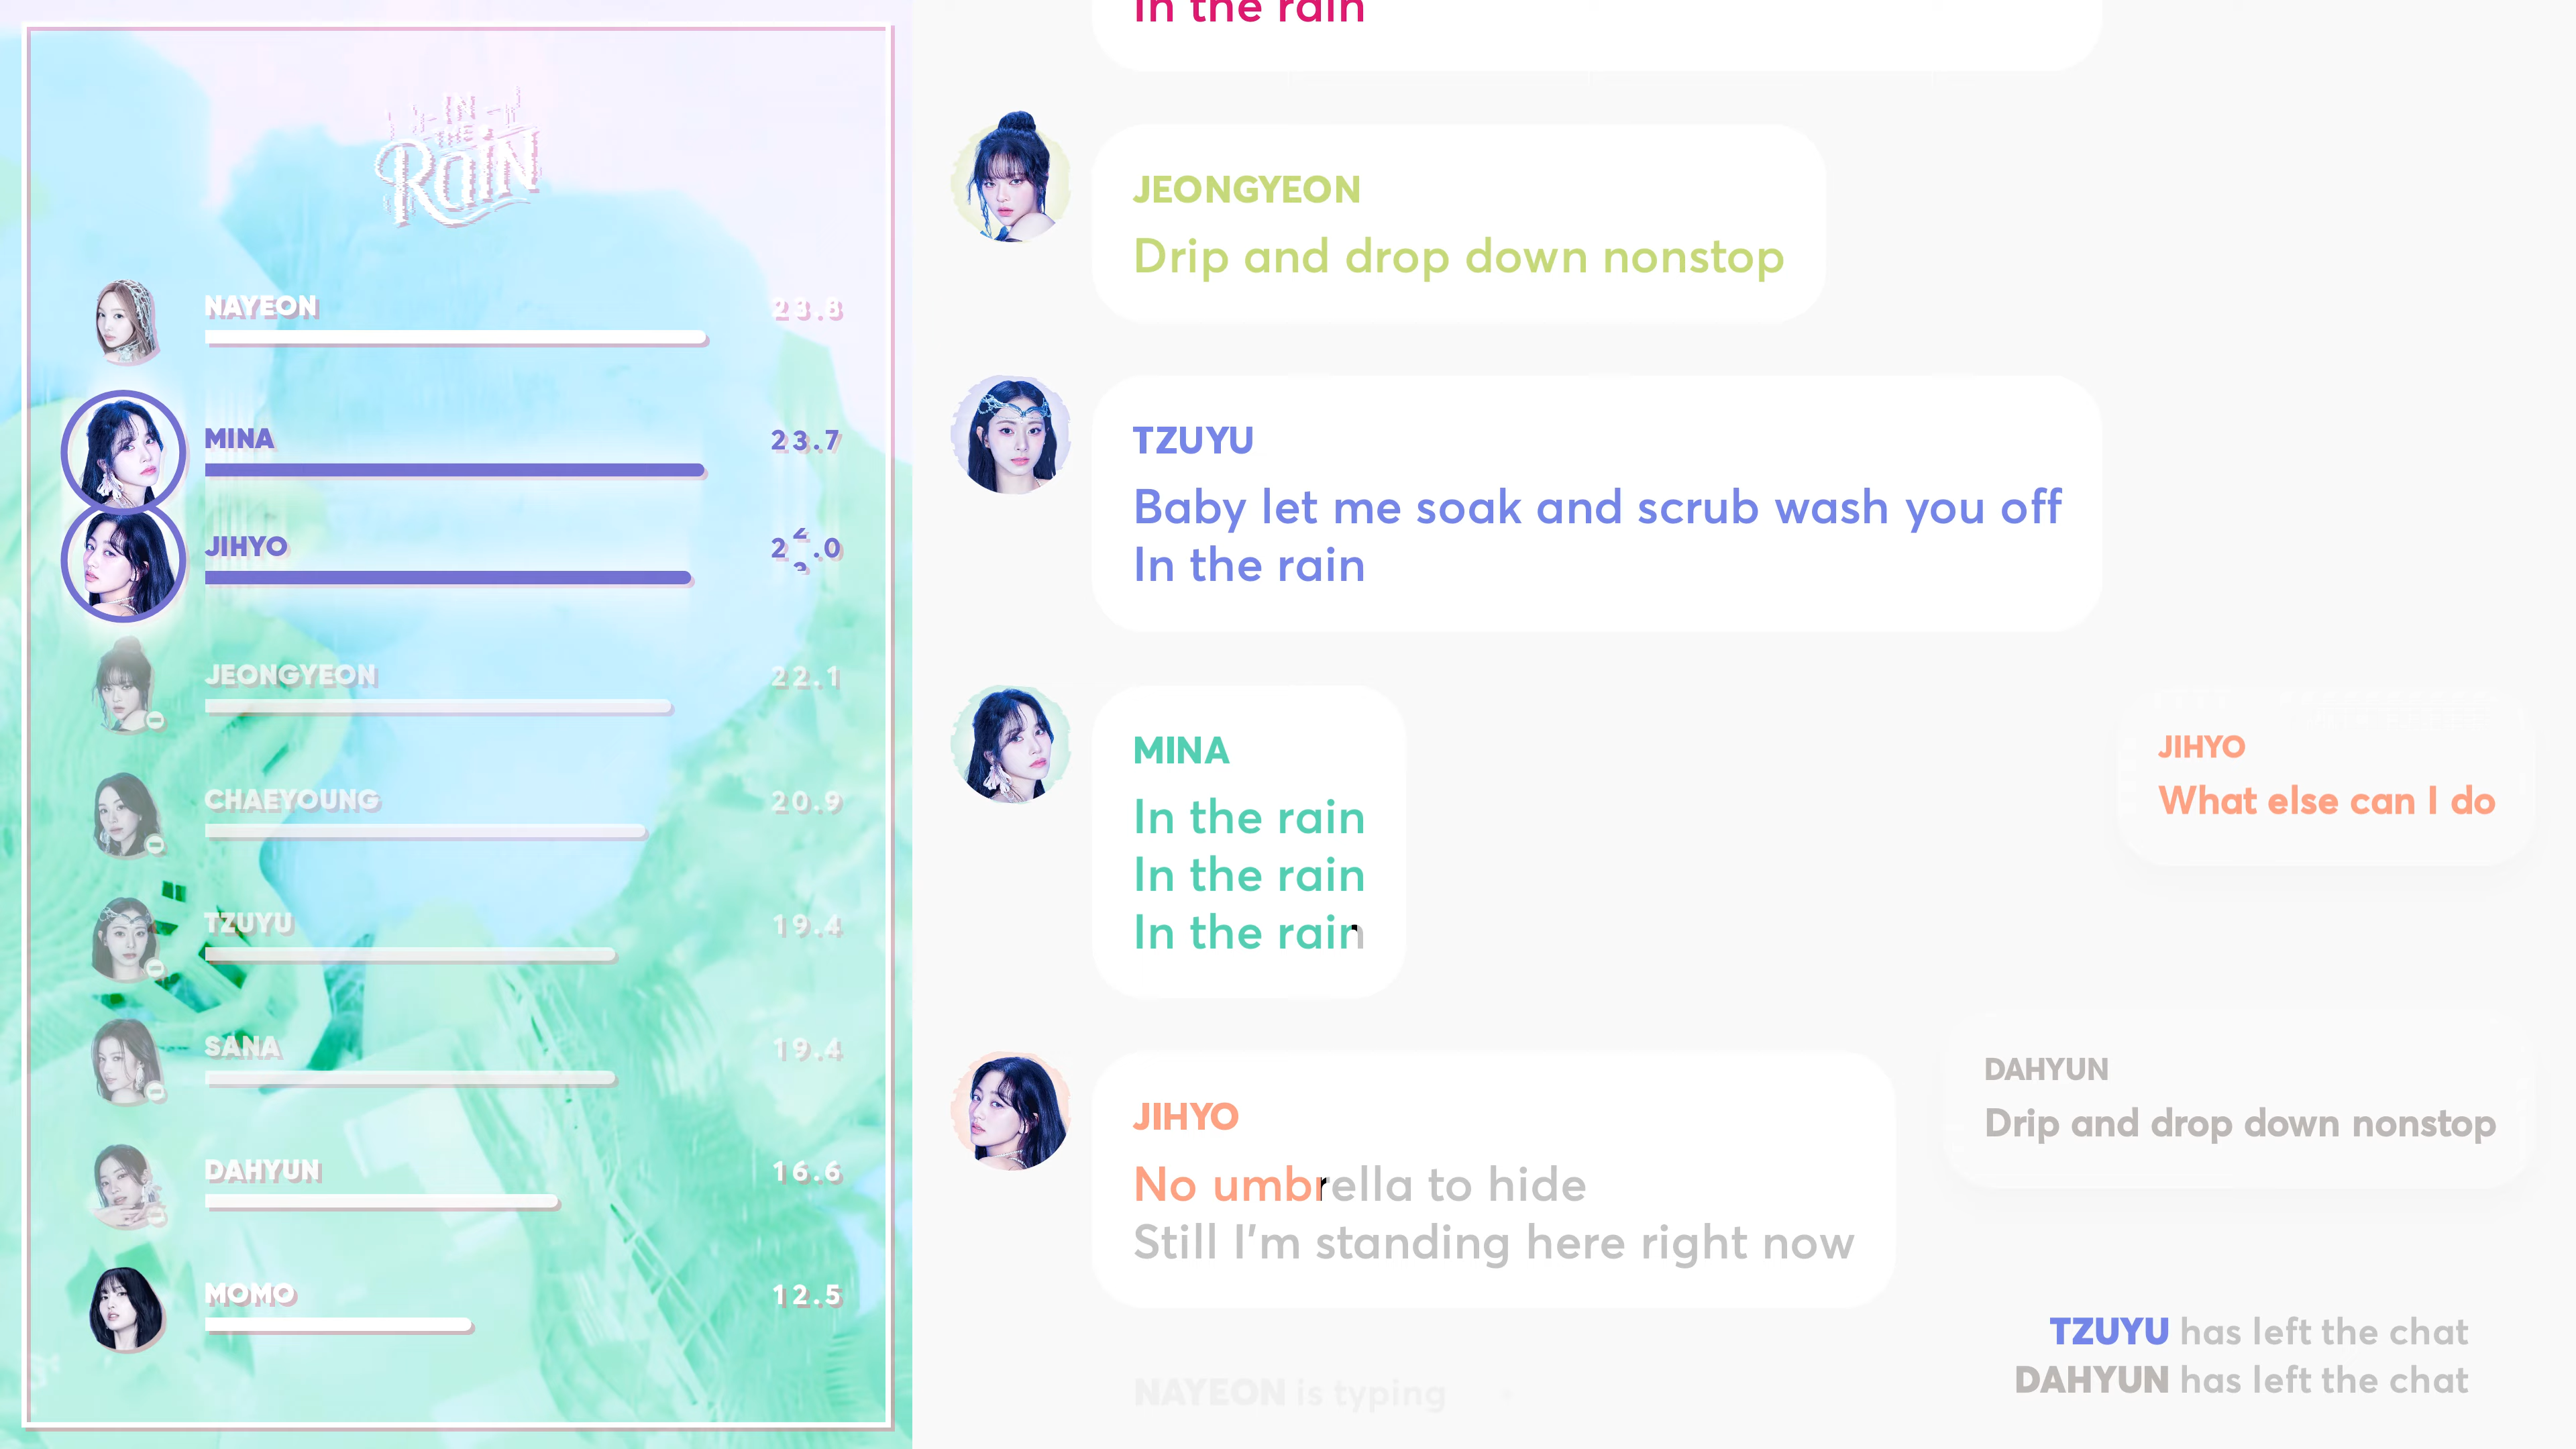 IN THE
RaiN
NAYEON 23.8
MINA 23.7
JIHYO
JEONGYEON 22.1
CHAEYOUNG 20.9
TZUYU 19.4
SANA 19.4
DAHYUN 16.6
MOMO 12.5
In the rain
JEONGYEON
Drip and drop down nonstop
TZUYU
Baby let me soak and scrub wash you off
In the rain
MINA
In the rain
In the rain
In the rain
JIHYO
What else can I do
DAHYUN
Drip and drop down nonstop
JIHYO
No umbrella to hide
Still I'm standing here right now
NAYEON is typing
TZUYU has left the chat
DAHYUN has left the chat